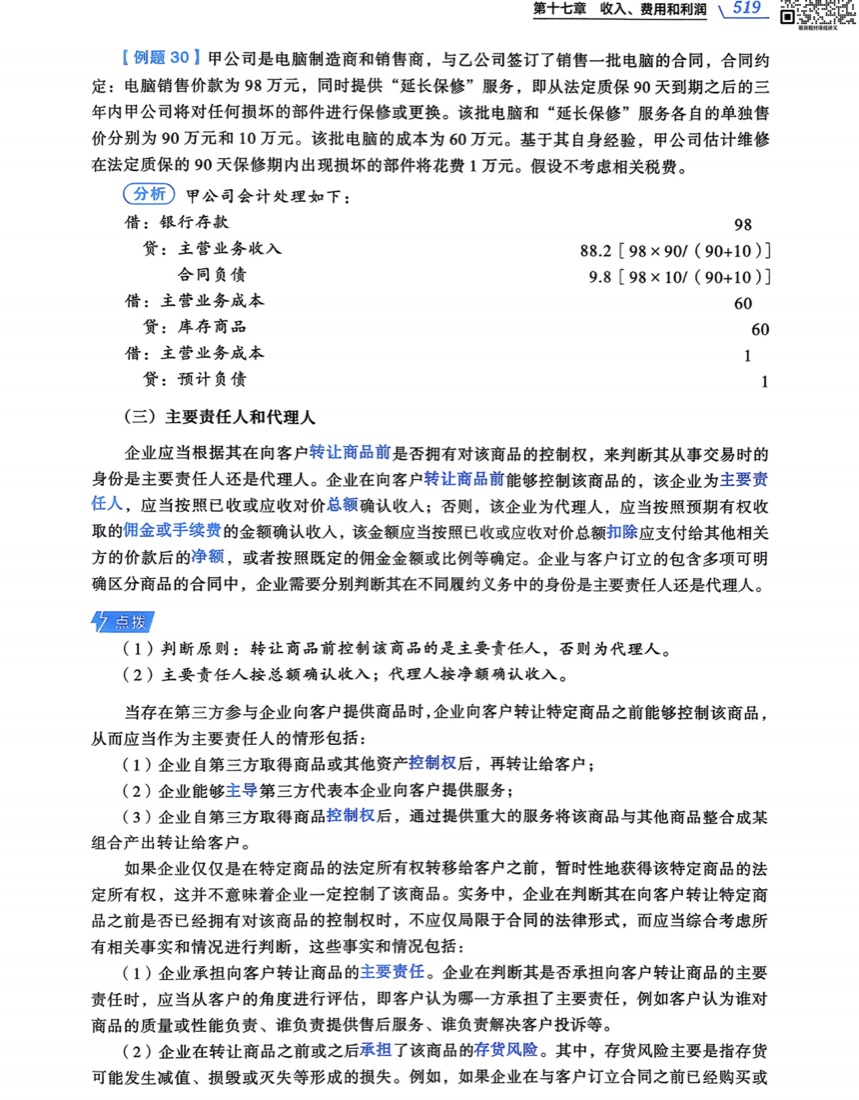 第十七章 收入、费用和利润 519
【例题 30】甲公司是电脑制造商和销售商，与乙公司签订了销售一批电脑的合同，合同约
定：电脑销售价款为 98 万元，同时提供“延长保修”服务，即从法定质保 90 天到期之后的三
年内甲公司将对任何损坏的部件进行保修或更换。该批电脑和“延长保修”服务各自的单独售
价分别为 90 万元和 10 万元。该批电脑的成本为 60 万元。基于其自身经验，甲公司估计维修
在法定质保的 90 天保修期内出现损坏的部件将花费 1 万元。假设不考虑相关税费。
分析 甲公司会计处理如下：
借：银行存款 98
贷：主营业务收入 88.2［98×90/（90+10）］
合同负债 9.8［98×10/（90+10）］
借：主营业务成本 60
贷：库存商品 60
借：主营业务成本 1
贷：预计负债 1
（三）主要责任人和代理人
企业应当根据其在向客户转让商品前是否拥有对该商品的控制权，来判断其从事交易时的
身份是主要责任人还是代理人。企业在向客户转让商品前能够控制该商品的，该企业为主要责
任人，应当按照已收或应收对价总额确认收入；否则，该企业为代理人，应当按照预期有权收
取的佣金或手续费的金额确认收入，该金额应当按照已收或应收对价总额扣除应支付给其他相关
方的价款后的净额，或者按照既定的佣金金额或比例等确定。企业与客户订立的包含多项可明
确区分商品的合同中，企业需要分别判断其在不同履约义务中的身份是主要责任人还是代理人。
点拨
（1）判断原则：转让商品前控制该商品的是主要责任人，否则为代理人。
（2）主要责任人按总额确认收入；代理人按净额确认收入。
当存在第三方参与企业向客户提供商品时，企业向客户转让特定商品之前能够控制该商品，
从而应当作为主要责任人的情形包括：
（1）企业自第三方取得商品或其他资产控制权后，再转让给客户；
（2）企业能够主导第三方代表本企业向客户提供服务；
（3）企业自第三方取得商品控制权后，通过提供重大的服务将该商品与其他商品整合成某
组合产出转让给客户。
如果企业仅仅是在特定商品的法定所有权转移给客户之前，暂时性地获得该特定商品的法
定所有权，这并不意味着企业一定控制了该商品。实务中，企业在判断其在向客户转让特定商
品之前是否已经拥有对该商品的控制权时，不应仅局限于合同的法律形式，而应当综合考虑所
有相关事实和情况进行判断，这些事实和情况包括：
（1）企业承担向客户转让商品的主要责任。企业在判断其是否承担向客户转让商品的主要
责任时，应当从客户的角度进行评估，即客户认为哪一方承担了主要责任，例如客户认为谁对
商品的质量或性能负责、谁负责提供售后服务、谁负责解决客户投诉等。
（2）企业在转让商品之前或之后承担了该商品的存货风险。其中，存货风险主要是指存货
可能发生减值、损毁或灭失等形成的损失。例如，如果企业在与客户订立合同之前已经购买或